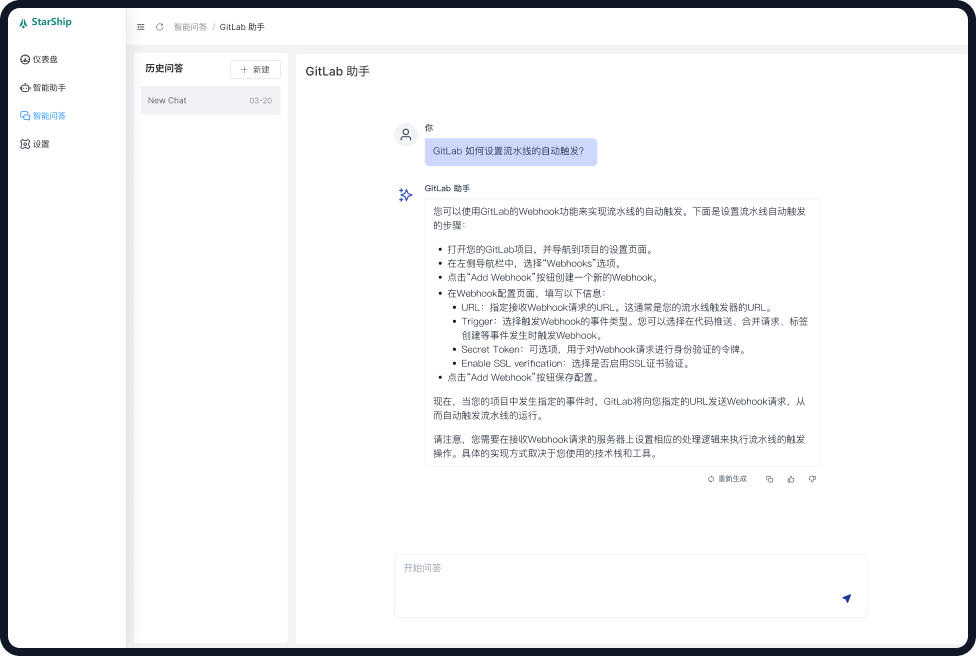 StarShip
智能问答 / GitLab 助手
仪表盘
智能助手
智能问答
设置
历史问答
新建
New Chat 03-20
GitLab 助手
你
GitLab 如何设置流水线的自动触发？
GitLab 助手
您可以使用GitLab的Webhook功能来实现流水线的自动触发。下面是设置流水线自动触发
的步骤：
• 打开您的GitLab项目，并导航到项目的设置页面。
• 在左侧导航栏中，选择“Webhooks”选项。
• 点击“Add Webhook”按钮创建一个新的Webhook。
• 在Webhook配置页面，填写以下信息：
• URL：指定接收Webhook请求的URL。这通常是您的流水线触发器的URL。
• Trigger：选择触发Webhook的事件类型。您可以选择在代码推送、合并请求、标签
创建等事件发生时触发Webhook。
• Secret Token：可选项，用于对Webhook请求进行身份验证的令牌。
• Enable SSL verification：选择是否启用SSL证书验证。
• 点击“Add Webhook”按钮保存配置。
现在，当您的项目中发生指定的事件时，GitLab将向您指定的URL发送Webhook请求，从
而自动触发流水线的运行。
请注意，您需要在接收Webhook请求的服务器上设置相应的处理逻辑来执行流水线的触发
操作。具体的实现方式取决于您使用的技术栈和工具。
重新生成
开始问答